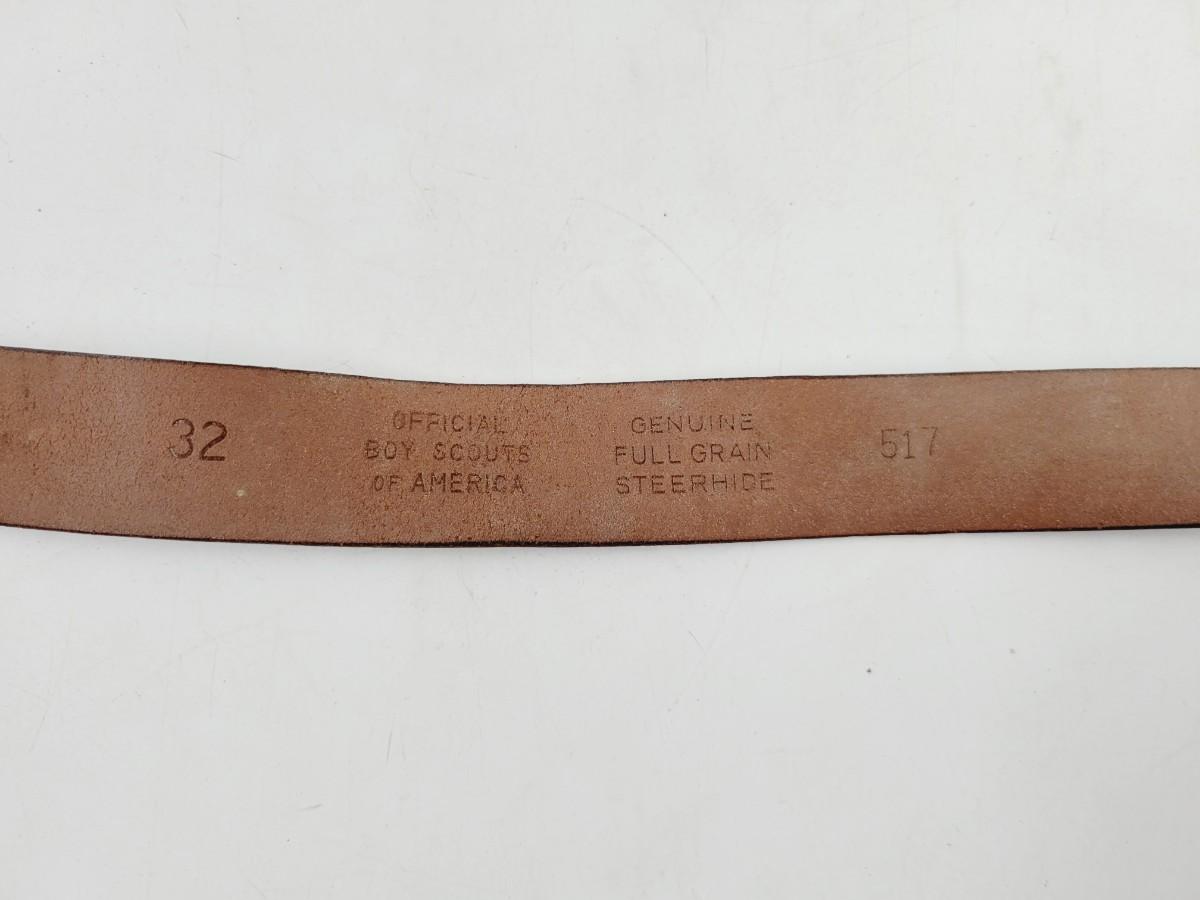 32
OFFICIAL
BOY SCOUTS
OF AMERICA
GENUINE
FULL GRAIN
STEERHIDE
517